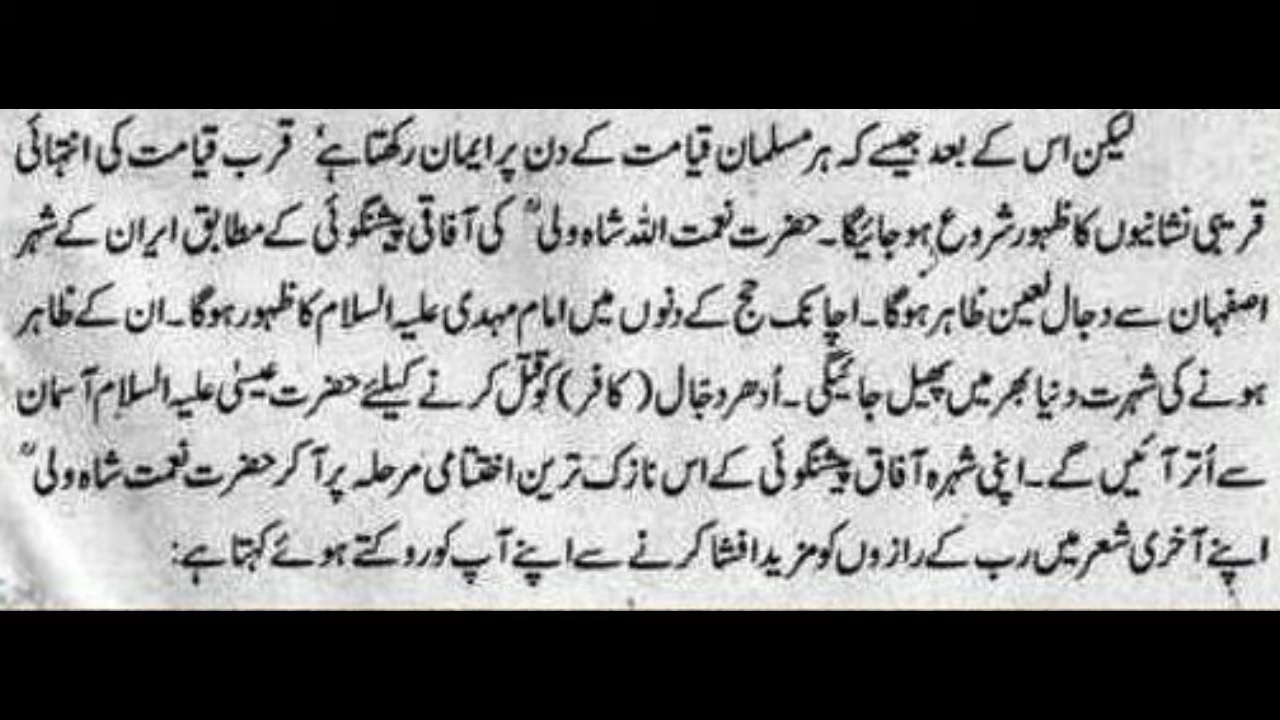 لیکن اس کے بعد جیسے کہ ہر مسلمان قیامت کے دن پر ایمان رکھتا ہے‘ قرب قیامت کی انتہائی
قریبی نشانیوں کا ظہور شروع ہو جائیگا۔ حضرت نعمت اللہ شاہ ولیؒ کی آفاقی پیشگوئی کے مطابق ایران کے شہر
اصفہان سے دجال لعین ظاہر ہوگا۔ اچانک حج کے دنوں میں امام مہدی علیہ السلام کا ظہور ہوگا۔ ان کے ظاہر
ہونے کی شہرت دنیا بھر میں پھیل جائیگی۔ اُدھر دجّال (کافر) کو قتل کرنے کیلئے حضرت عیسیٰ علیہ السلام آسمان
سے اُتر آئیں گے۔ اپنی شہرہ آفاق پیشگوئی کے اس نازک ترین اختتامی مرحلہ پر آ کر حضرت نعمت شاہ ولیؒ
اپنے آخری شعر میں رب کے رازوں کو مزید افشا کرنے سے اپنے آپ کو روکتے ہوئے کہتا ہے: